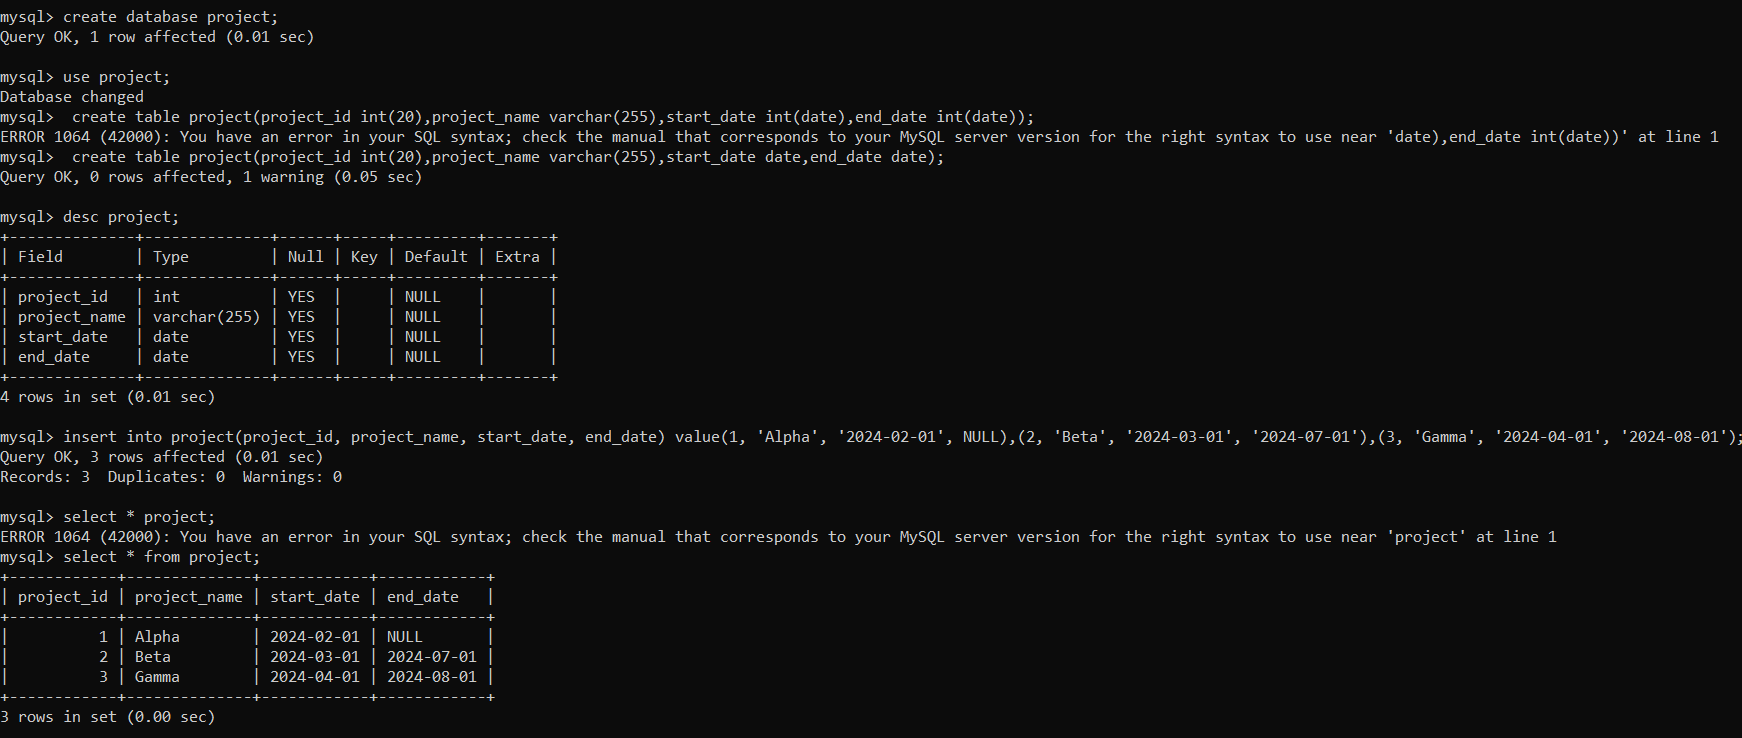 mysql> create database project;
Query OK, 1 row affected (0.01 sec)

mysql> use project;
Database changed
mysql>  create table project(project_id int(20),project_name varchar(255),start_date int(date),end_date int(date));
ERROR 1064 (42000): You have an error in your SQL syntax; check the manual that corresponds to your MySQL server version for the right syntax to use near 'date),end_date int(date))' at line 1
mysql>  create table project(project_id int(20),project_name varchar(255),start_date date,end_date date);
Query OK, 0 rows affected, 1 warning (0.05 sec)

mysql> desc project;
+--------------+--------------+------+-----+---------+-------+
| Field        | Type         | Null | Key | Default | Extra |
+--------------+--------------+------+-----+---------+-------+
| project_id   | int          | YES  |     | NULL    |       |
| project_name | varchar(255) | YES  |     | NULL    |       |
| start_date   | date         | YES  |     | NULL    |       |
| end_date     | date         | YES  |     | NULL    |       |
+--------------+--------------+------+-----+---------+-------+
4 rows in set (0.01 sec)

mysql> insert into project(project_id, project_name, start_date, end_date) value(1, 'Alpha', '2024-02-01', NULL),(2, 'Beta', '2024-03-01', '2024-07-01'),(3, 'Gamma', '2024-04-01', '2024-08-01');
Query OK, 3 rows affected (0.01 sec)
Records: 3  Duplicates: 0  Warnings: 0

mysql> select * project;
ERROR 1064 (42000): You have an error in your SQL syntax; check the manual that corresponds to your MySQL server version for the right syntax to use near 'project' at line 1
mysql> select * from project;
+------------+--------------+------------+------------+
| project_id | project_name | start_date | end_date   |
+------------+--------------+------------+------------+
|          1 | Alpha        | 2024-02-01 | NULL       |
|          2 | Beta         | 2024-03-01 | 2024-07-01 |
|          3 | Gamma        | 2024-04-01 | 2024-08-01 |
+------------+--------------+------------+------------+
3 rows in set (0.00 sec)